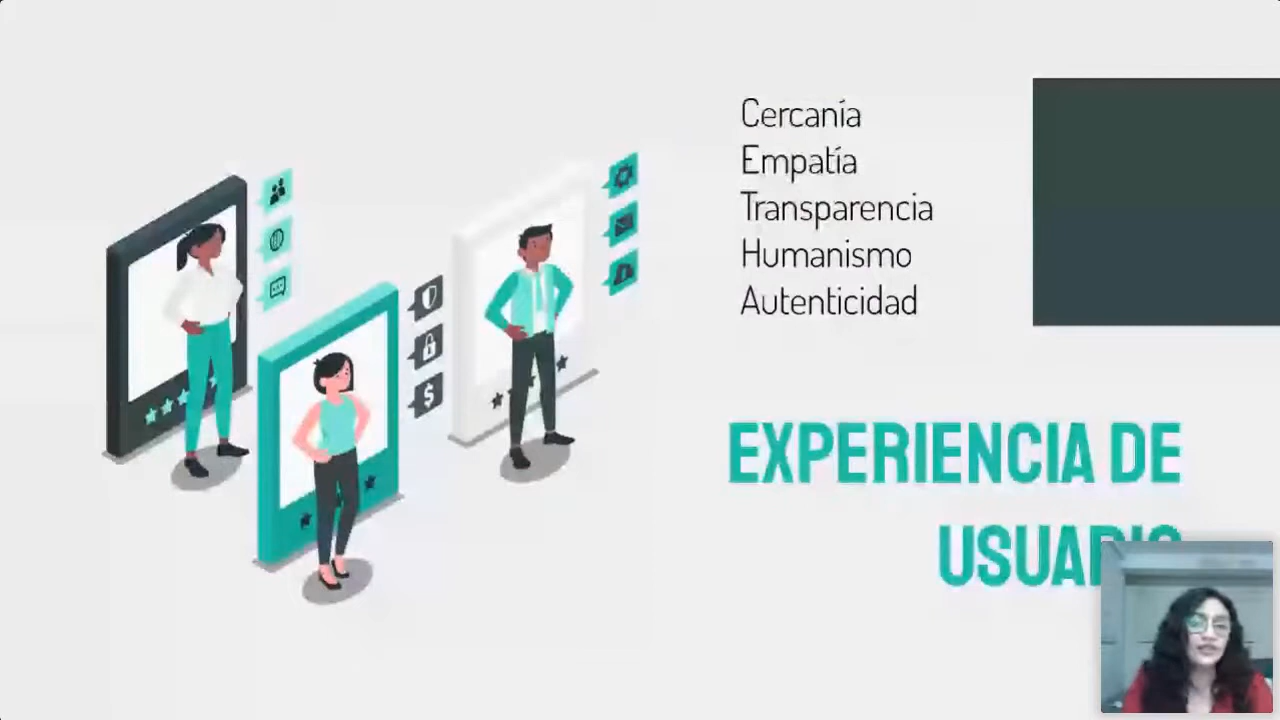 Cercanía
Empatía
Transparencia
Humanismo
Autenticidad
EXPERIENCIA DE
$